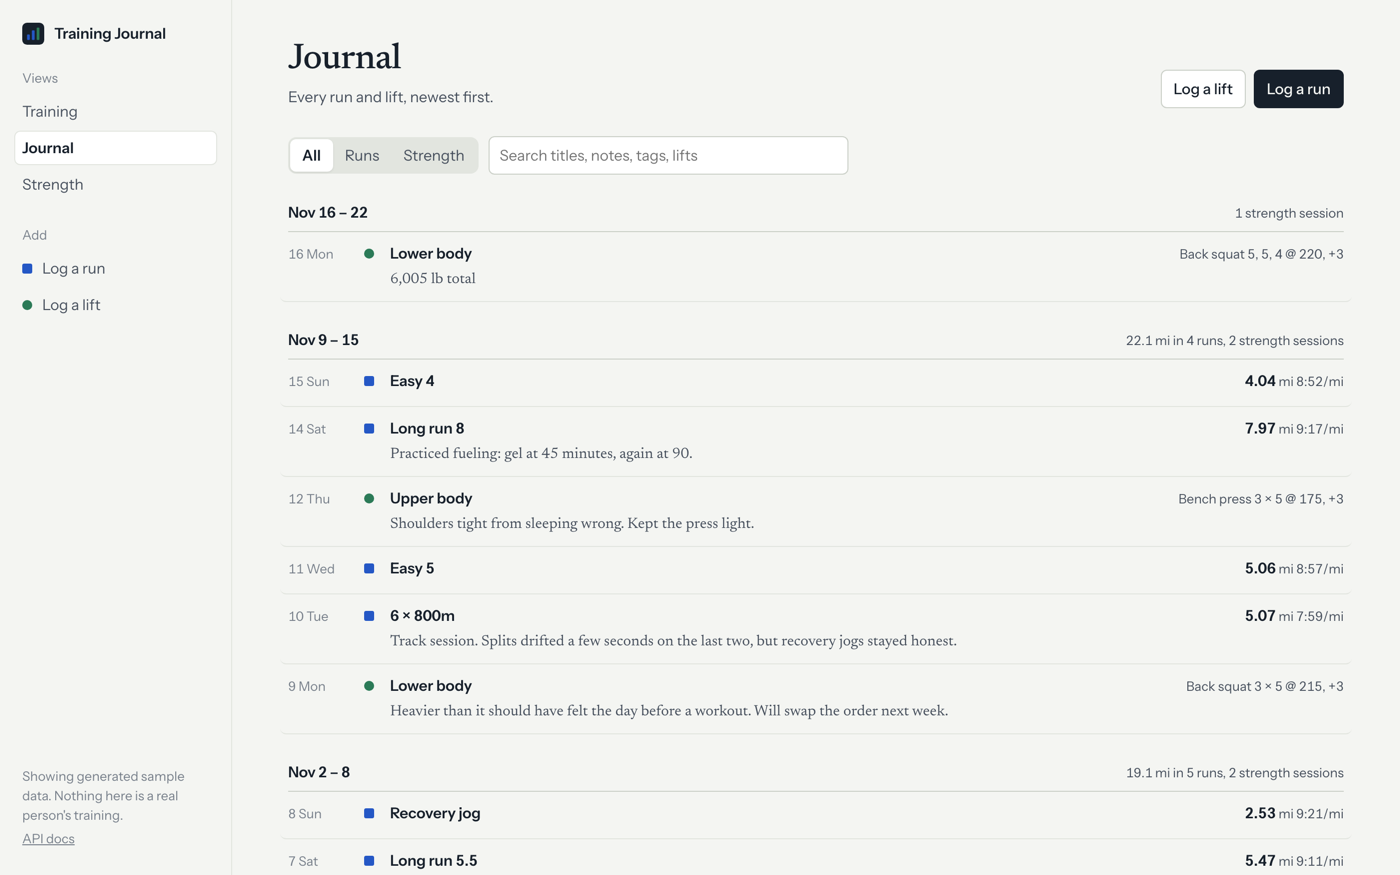 Training Journal
Views
Training
Journal
Strength
Add
Log a run
Log a lift
Showing generated sample
data. Nothing here is a real
person's training.
API docs
Journal
Every run and lift, newest first.
Log a lift
Log a run
All
Runs
Strength
Search titles, notes, tags, lifts
Nov 16 – 22
1 strength session
16 Mon
Lower body
Back squat 5, 5, 4 @ 220, +3
6,005 lb total
Nov 9 – 15
22.1 mi in 4 runs, 2 strength sessions
15 Sun
Easy 4
4.04 mi 8:52/mi
14 Sat
Long run 8
7.97 mi 9:17/mi
Practiced fueling: gel at 45 minutes, again at 90.
12 Thu
Upper body
Bench press 3 × 5 @ 175, +3
Shoulders tight from sleeping wrong. Kept the press light.
11 Wed
Easy 5
5.06 mi 8:57/mi
10 Tue
6 × 800m
5.07 mi 7:59/mi
Track session. Splits drifted a few seconds on the last two, but recovery jogs stayed honest.
9 Mon
Lower body
Back squat 3 × 5 @ 215, +3
Heavier than it should have felt the day before a workout. Will swap the order next week.
Nov 2 – 8
19.1 mi in 5 runs, 2 strength sessions
8 Sun
Recovery jog
2.53 mi 9:21/mi
7 Sat
Long run 5.5
5.47 mi 9:11/mi